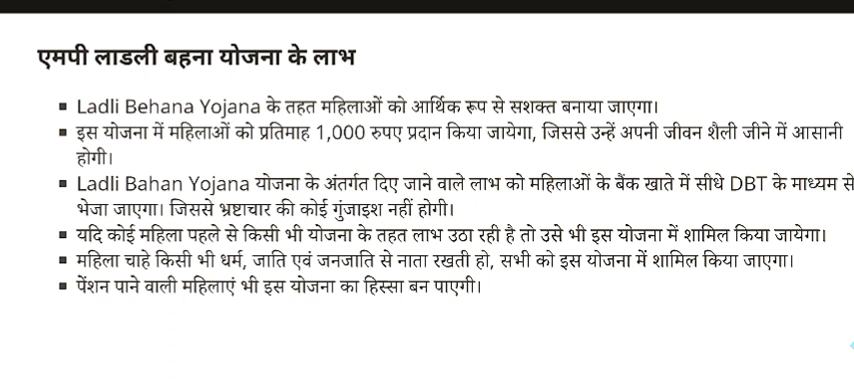 एमपी लाडली बहना योजना के लाभ
▪ Ladli Behana Yojana के तहत महिलाओं को आर्थिक रूप से सशक्त बनाया जाएगा।
▪ इस योजना में महिलाओं को प्रतिमाह 1,000 रुपए प्रदान किया जायेगा, जिससे उन्हें अपनी जीवन शैली जीने में आसानी
होगी।
▪ Ladli Bahan Yojana योजना के अंतर्गत दिए जाने वाले लाभ को महिलाओं के बैंक खाते में सीधे DBT के माध्यम से
भेजा जाएगा। जिससे भ्रष्टाचार की कोई गुंजाइश नहीं होगी।
▪ यदि कोई महिला पहले से किसी भी योजना के तहत लाभ उठा रही है तो उसे भी इस योजना में शामिल किया जायेगा।
▪ महिला चाहे किसी भी धर्म, जाति एवं जनजाति से नाता रखती हो, सभी को इस योजना में शामिल किया जाएगा।
▪ पेंशन पाने वाली महिलाएं भी इस योजना का हिस्सा बन पाएगी।